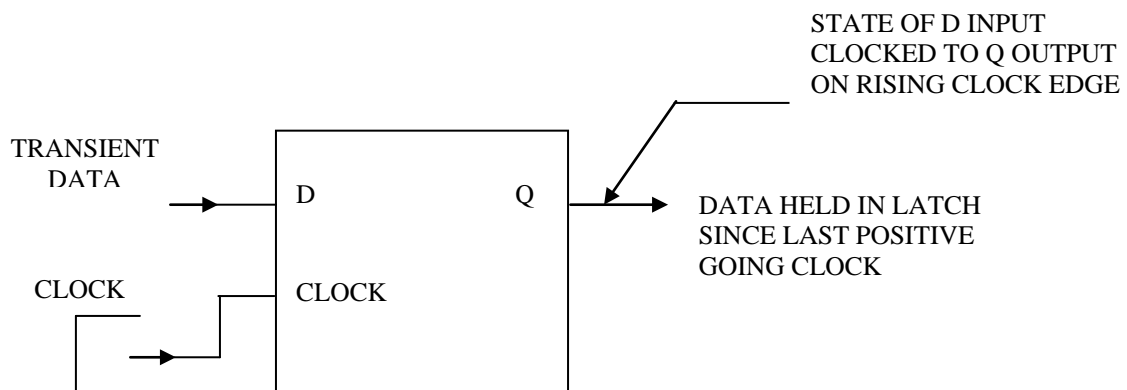 STATE OF D INPUT
CLOCKED TO Q OUTPUT
ON RISING CLOCK EDGE
TRANSIENT
DATA
D
Q
DATA HELD IN LATCH
SINCE LAST POSITIVE
GOING CLOCK
CLOCK
CLOCK